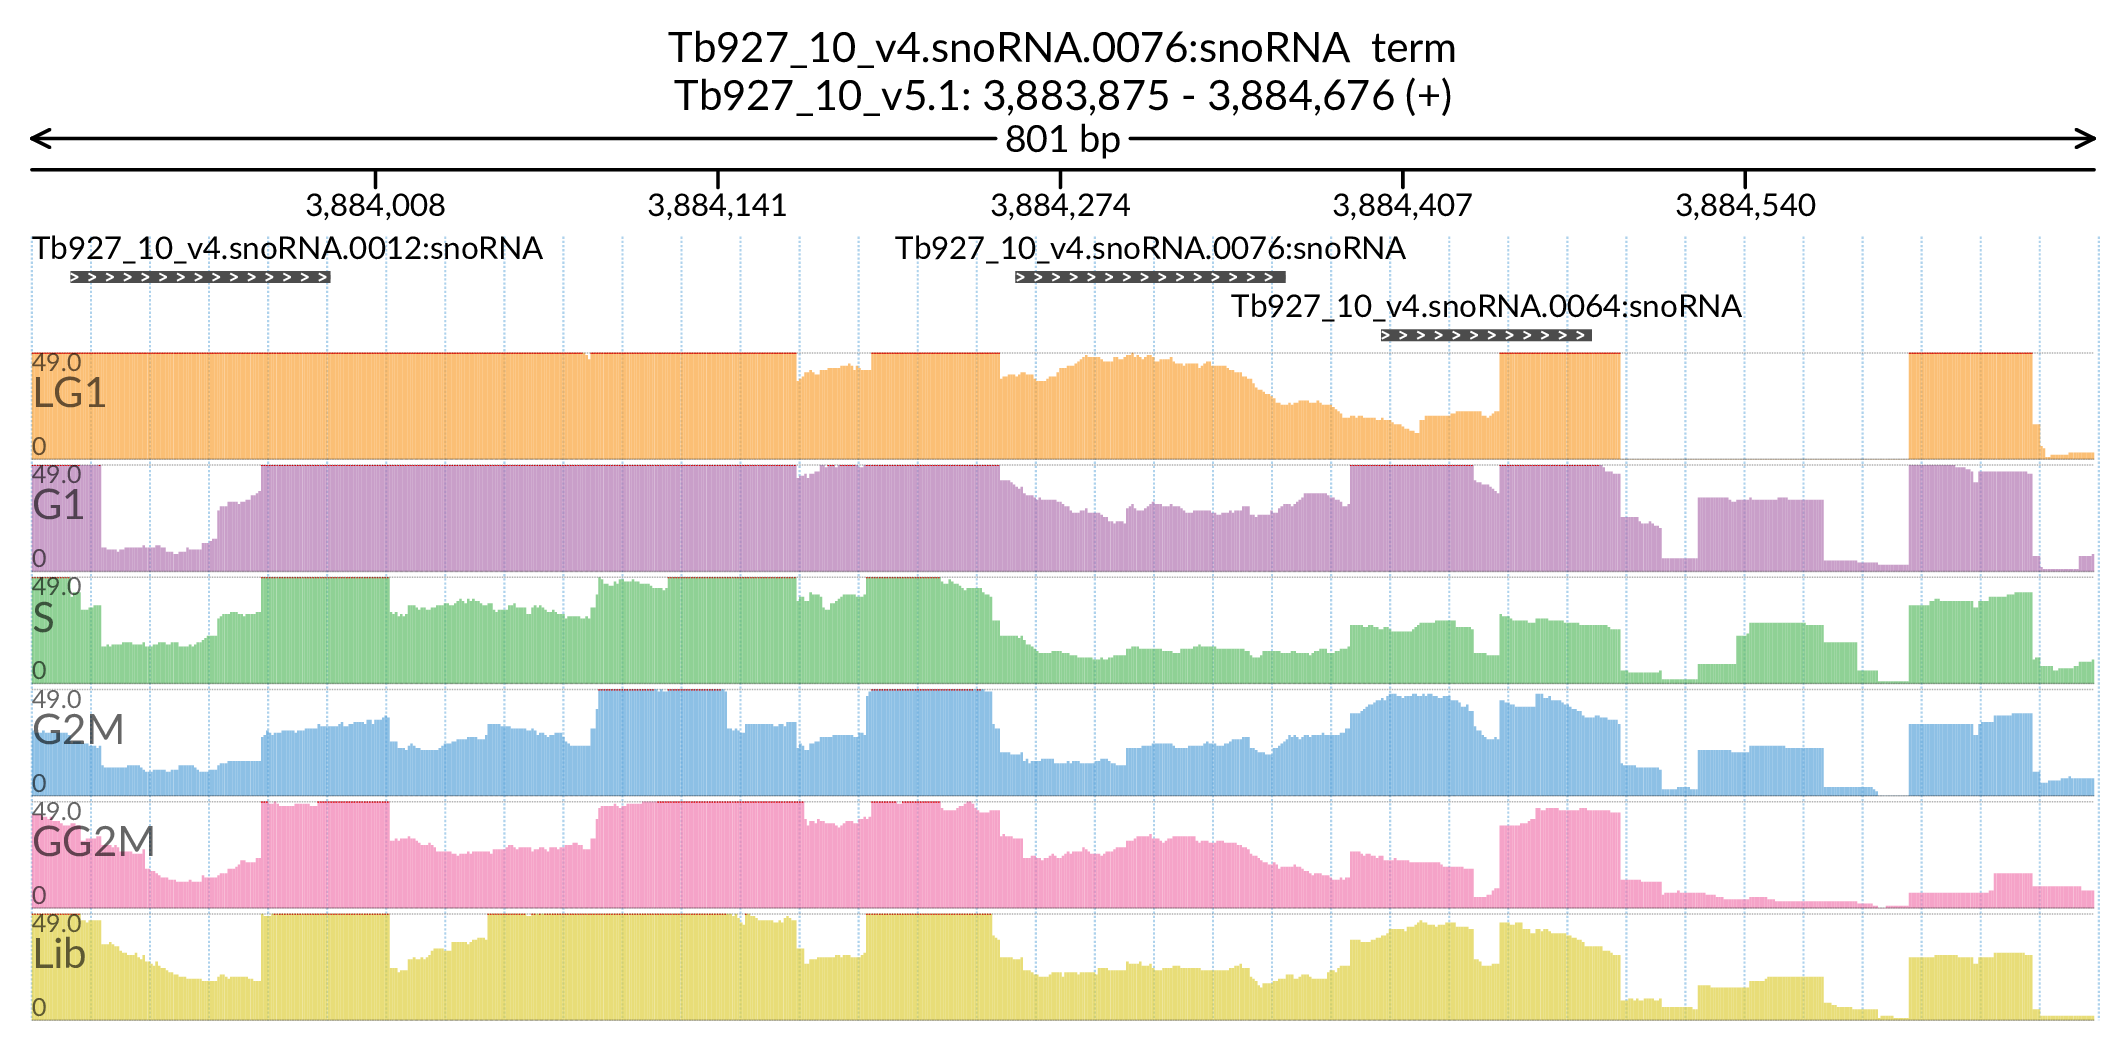 Tb927_10_v4.snoRNA.0076:snoRNA term
Tb927_10_v5.1: 3,883,875 - 3,884,676 (+)
801 bp
3,884,008 3,884,141 3,884,274 3,884,407 3,884,540
Tb927_10_v4.snoRNA.0012:snoRNA Tb927_10_v4.snoRNA.0076:snoRNA
Tb927_10_v4.snoRNA.0064:snoRNA
49.0
LG1
0
49.0
G1
0
49.0
S
0
49.0
G2M
0
49.0
GG2M
0
49.0
Lib
0